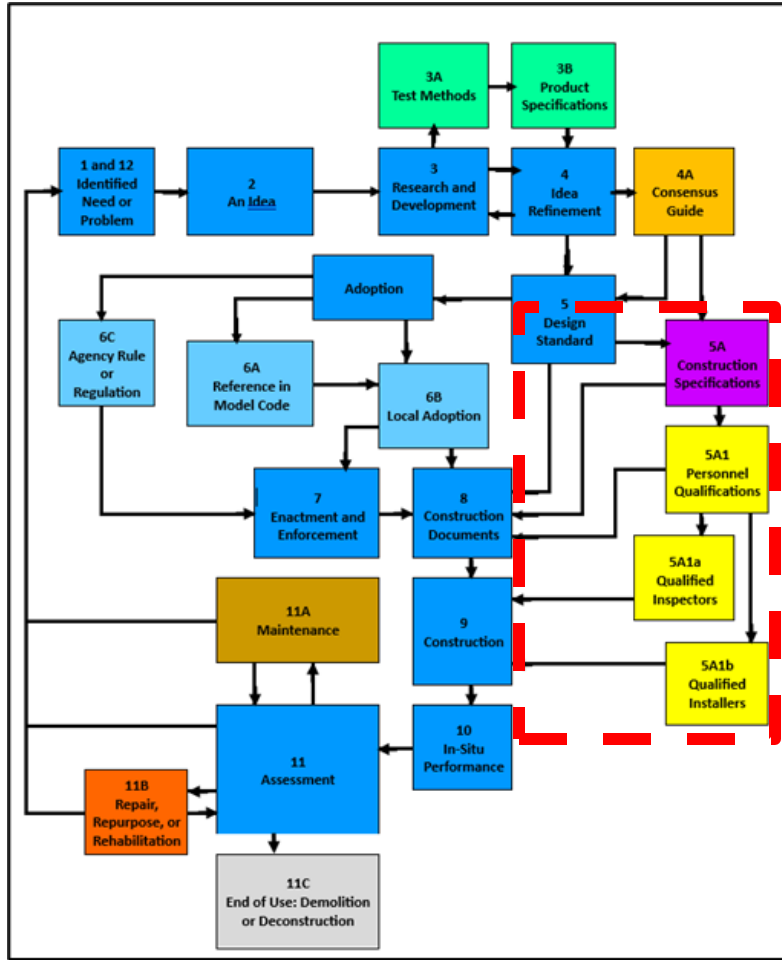 3A
Test Methods
3B
Product
Specifications
1 and 12
Identified
Need or
Problem
2
An Idea
3
Research and
Development
4
Idea
Refinement
4A
Consensus
Guide
Adoption
5
Design
Standard
6C
Agency Rule
or
Regulation
6A
Reference in
Model Code
6B
Local Adoption
5A
Construction
Specifications
5A1
Personnel
Qualifications
7
Enactment and
Enforcement
8
Construction
Documents
5A1a
Qualified
Inspectors
11A
Maintenance
9
Construction
5A1b
Qualified
Installers
11
Assessment
10
In-Situ
Performance
11B
Repair,
Repurpose, or
Rehabilitation
11C
End of Use: Demolition
or Deconstruction